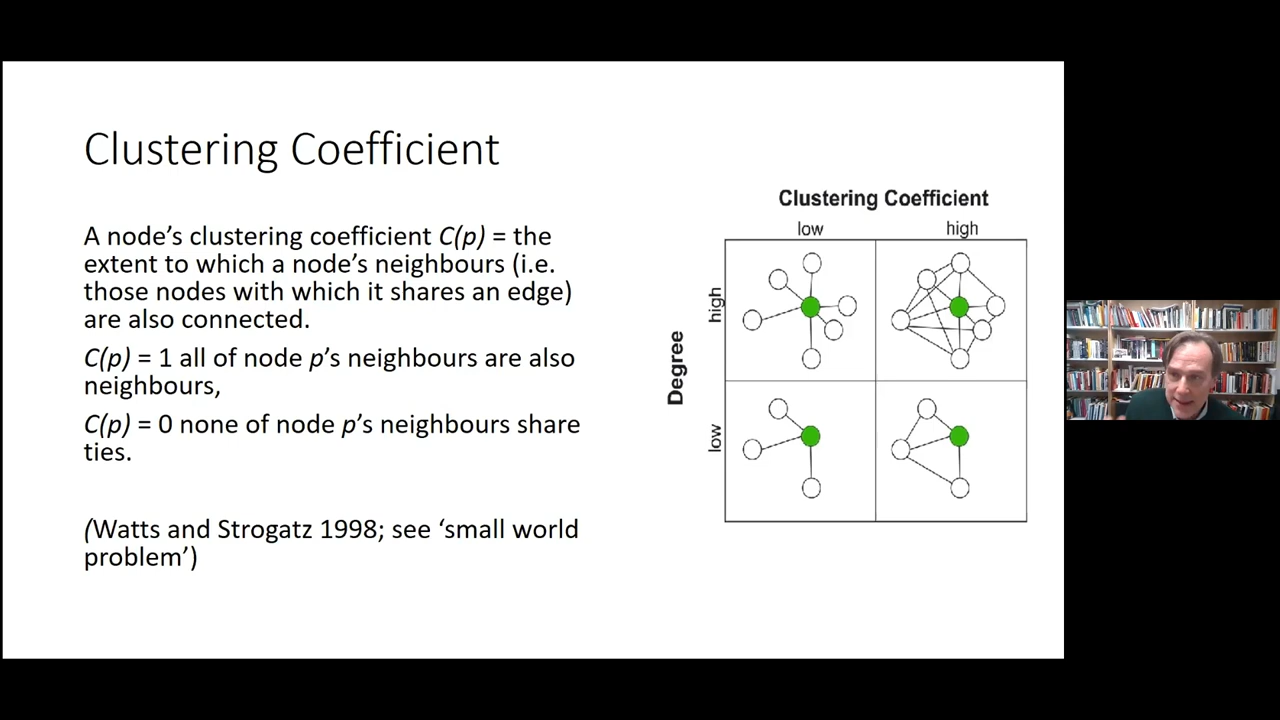 Clustering Coefficient
A node's clustering coefficient C(p) = the
extent to which a node's neighbours (i.e.
those nodes with which it shares an edge)
are also connected.
C(p) = 1 all of node p's neighbours are also
neighbours,
C(p) = 0 none of node p's neighbours share
ties.
(Watts and Strogatz 1998; see ‘small world
problem’)
Clustering Coefficient
low high
Degree
high
low